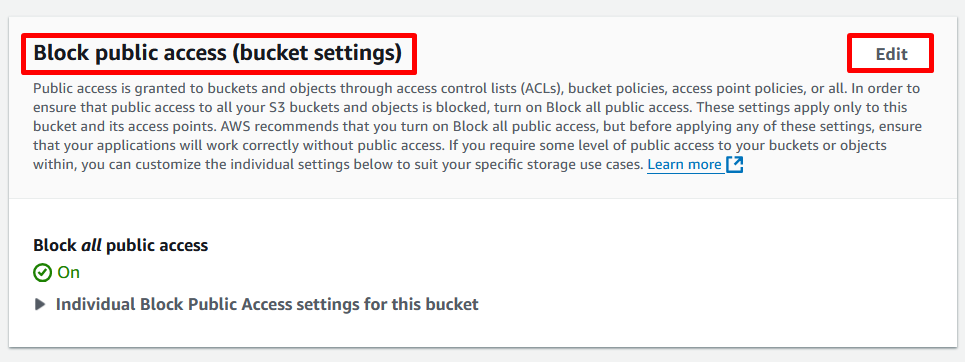 Block public access (bucket settings)
Edit
Public access is granted to buckets and objects through access control lists (ACLs), bucket policies, access point policies, or all. In order to
ensure that public access to all your S3 buckets and objects is blocked, turn on Block all public access. These settings apply only to this
bucket and its access points. AWS recommends that you turn on Block all public access, but before applying any of these settings, ensure
that your applications will work correctly without public access. If you require some level of public access to your buckets or objects
within, you can customize the individual settings below to suit your specific storage use cases. Learn more
Block all public access
On
Individual Block Public Access settings for this bucket